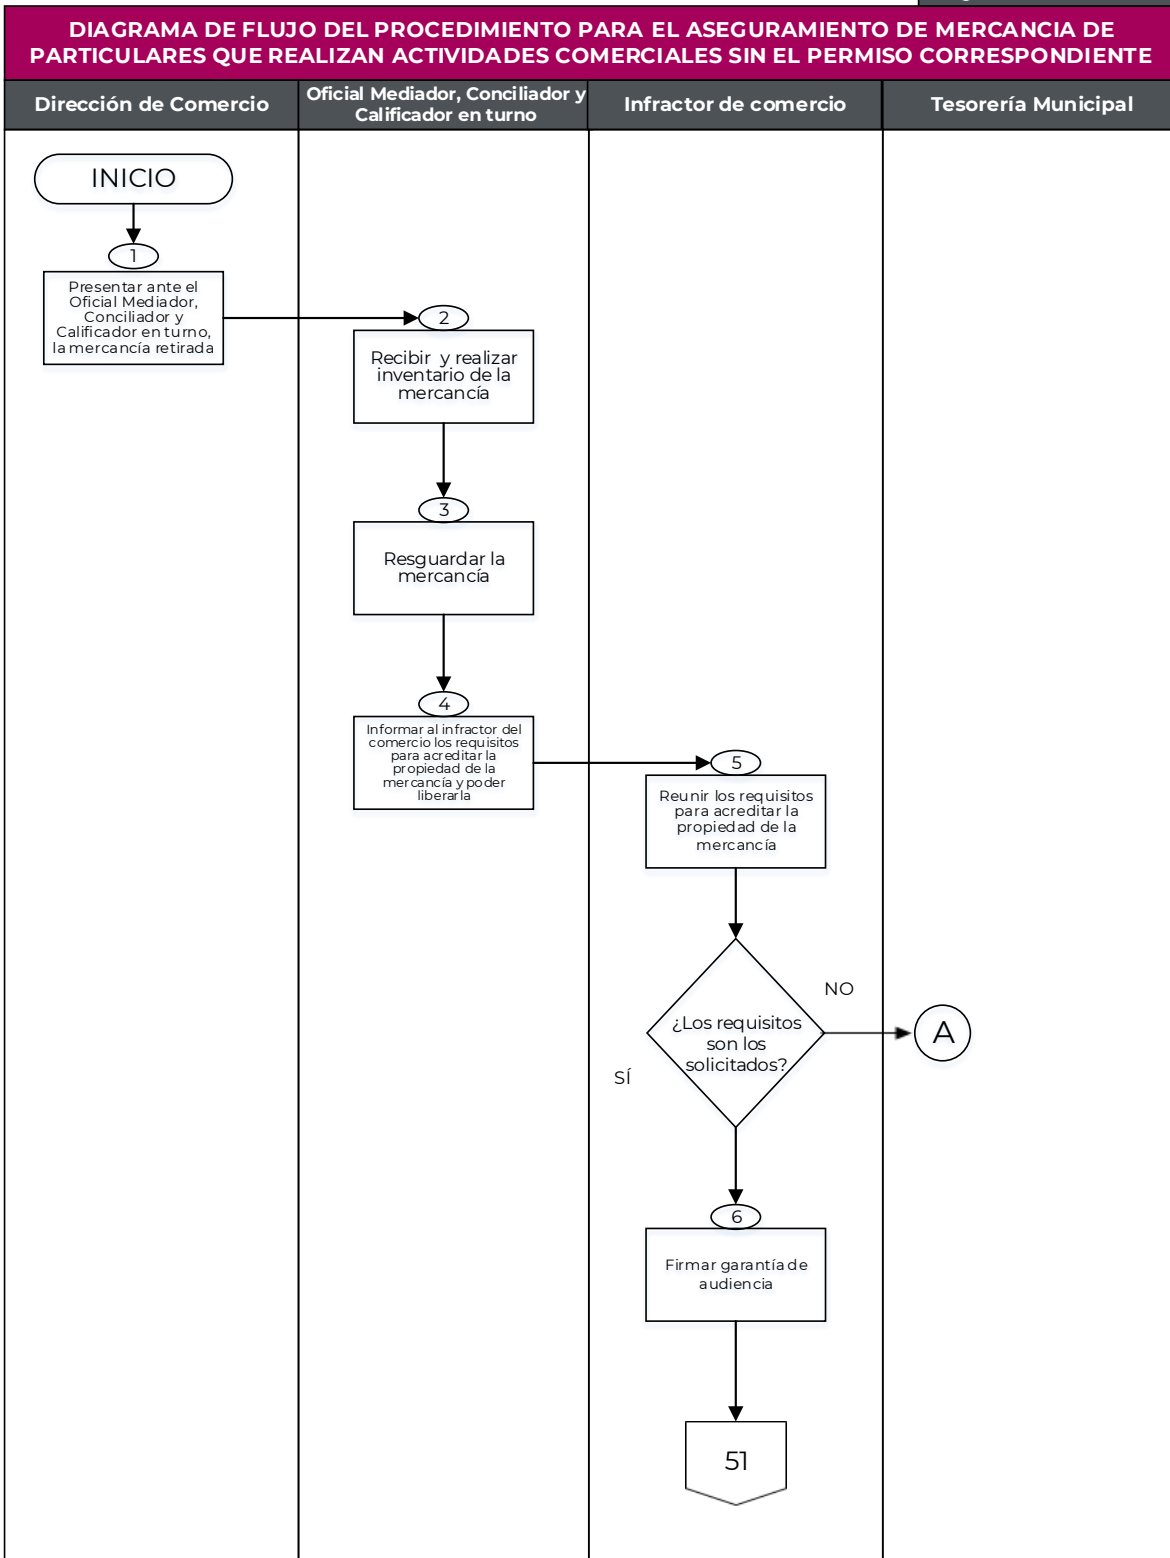 DIAGRAMA DE FLUJO DEL PROCEDIMIENTO PARA EL ASEGURAMIENTO DE MERCANCIA DE
PARTICULARES QUE REALIZAN ACTIVIDADES COMERCIALES SIN EL PERMISO CORRESPONDIENTE
Dirección de Comercio
Oficial Mediador, Conciliador y
Calificador en turno
Infractor de comercio
Tesorería Municipal
INICIO
1
Presentar ante el
Oficial Mediador,
Conciliador y
Calificador en turno,
la mercancía retirada
2
Recibir y realizar
inventario de la
mercancía
3
Resguardar la
mercancía
4
Informar al infractor del
comercio los requisitos
para acreditar la
propiedad de la
mercancía y poder
liberarla
5
Reunir los requisitos
para acreditar la
propiedad de la
mercancía
NO
¿Los requisitos
son los
solicitados?
A
SÍ
6
Firmar garantía de
audiencia
51